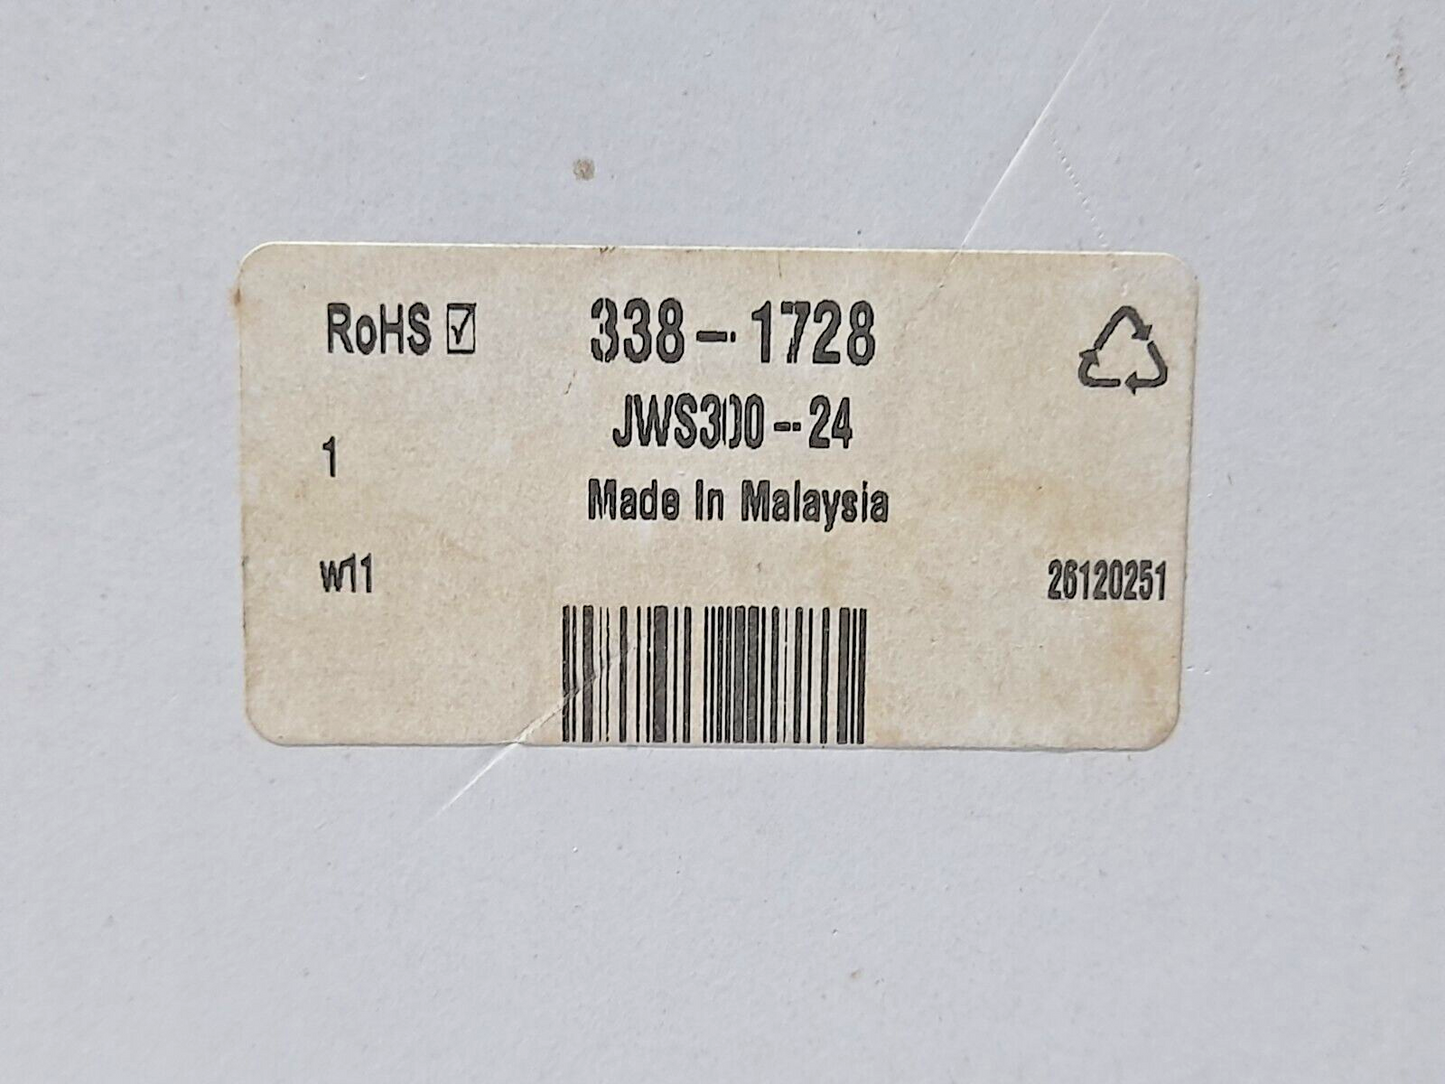 RoHS ☑ 338-1728
JWS300-24
1
Made In Malaysia
w11
26120251